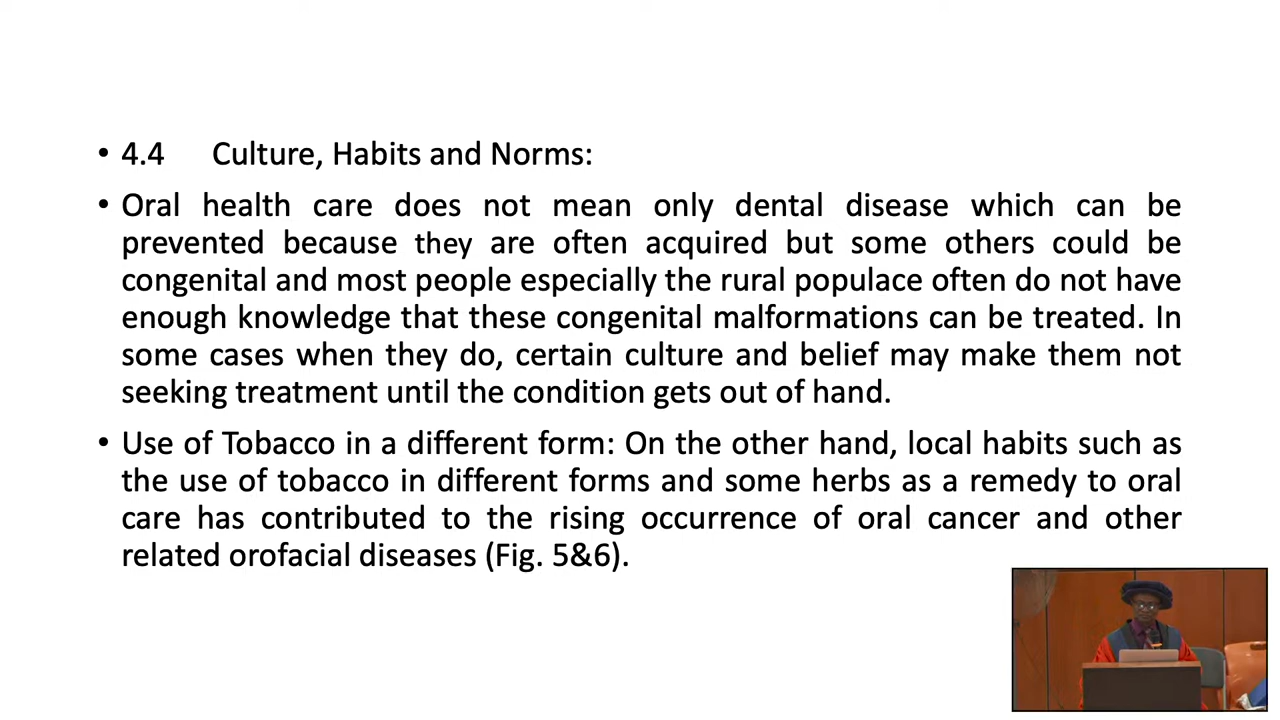 • 4.4 Culture, Habits and Norms:
• Oral health care does not mean only dental disease which can be
prevented because they are often acquired but some others could be
congenital and most people especially the rural populace often do not have
enough knowledge that these congenital malformations can be treated. In
some cases when they do, certain culture and belief may make them not
seeking treatment until the condition gets out of hand.
• Use of Tobacco in a different form: On the other hand, local habits such as
the use of tobacco in different forms and some herbs as a remedy to oral
care has contributed to the rising occurrence of oral cancer and other
related orofacial diseases (Fig. 5&6).